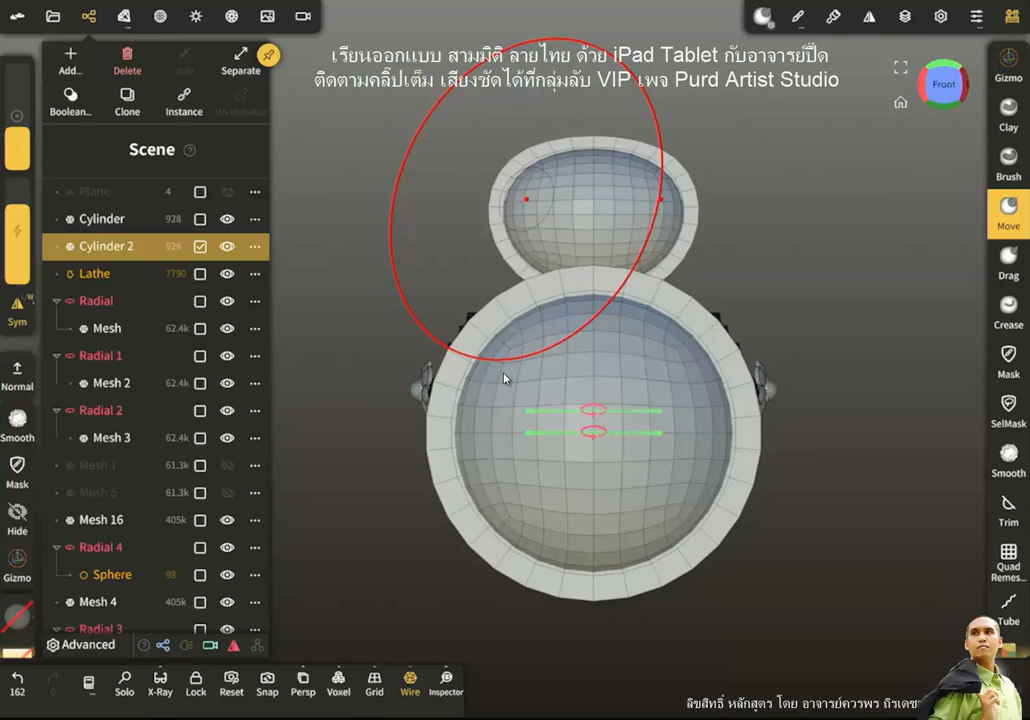 เรียนออกแบบ สามมิติ ลายไทย ด้วย iPad Tablet กับอาจารย์ปื๊ด
ติดตามคลิ๊ปเต็ม เสียงชัด ได้ที่กลุ่มลับ VIP เพจ Purd Artist Studio
Add...
Delete
Join
Separate
Boolean...
Clone
Instance
Un-instance
Scene
Plane 4
Cylinder 928
Cylinder 2 928
Lathe 7790
Radial
Mesh 62.4k
Radial 1
Mesh 2 62.4k
Radial 2
Mesh 3 62.4k
Mesh 1 61.3k
Mesh 5 61.3k
Mesh 16 405k
Radial 4
Sphere 98
Mesh 4 405k
Radial 3
Advanced
L/W
Sym
Normal
Smooth
Mask
Hide
Gizmo
162
0
Solo
X-Ray
Lock
Reset
Snap
Persp
Voxel
Grid
Wire
Inspector
Front
Gizmo
Clay
Brush
Move
Drag
Crease
Mask
SelMask
Smooth
Trim
Quad
Remes...
Tube
ลิขสิทธิ์ หลักสูตร โดย อาจารย์ควรพร ถิรเดชะ